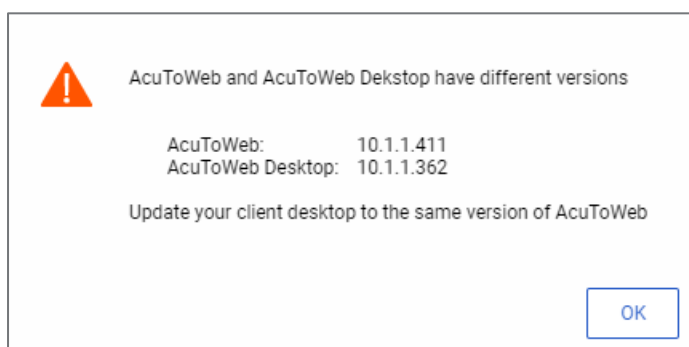 AcuToWeb and AcuToWeb Dekstop have different versions
AcuToWeb: 10.1.1.411
AcuToWeb Desktop: 10.1.1.362
Update your client desktop to the same version of AcuToWeb
OK